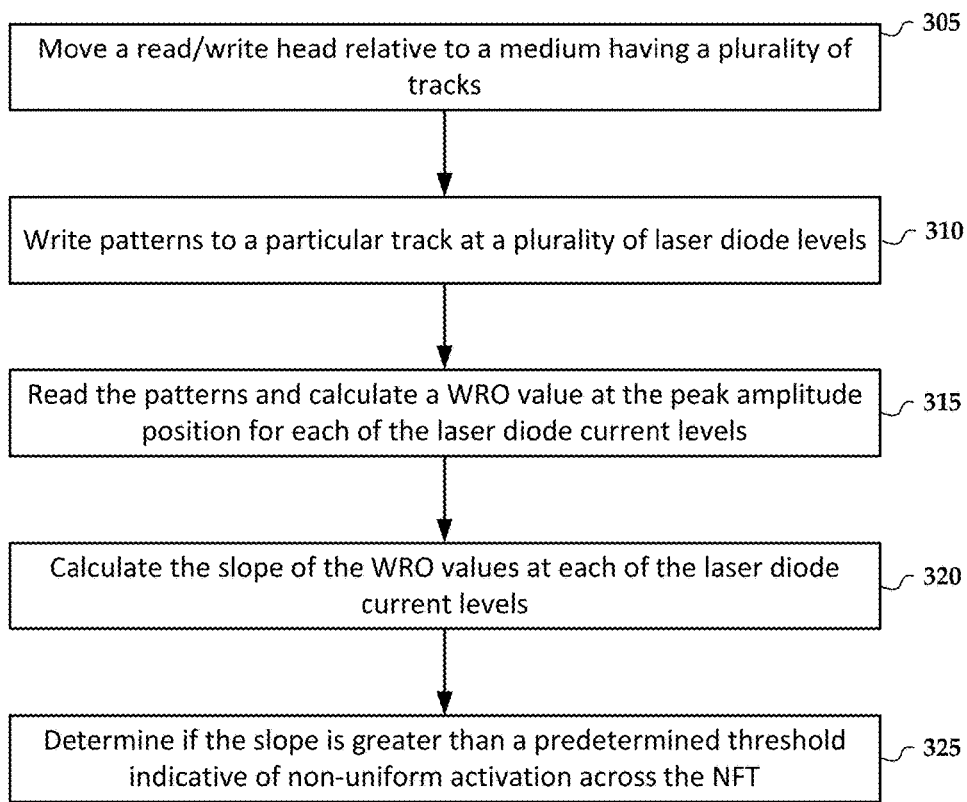 305
Move a read/write head relative to a medium having a plurality of
tracks
Write patterns to a particular track at a plurality of laser diode levels
310
Read the patterns and calculate a WRO value at the peak amplitude
position for each of the laser diode current levels
315
Calculate the slope of the WRO values at each of the laser diode
current levels
320
Determine if the slope is greater than a predetermined threshold
indicative of non-uniform activation across the NFT
325